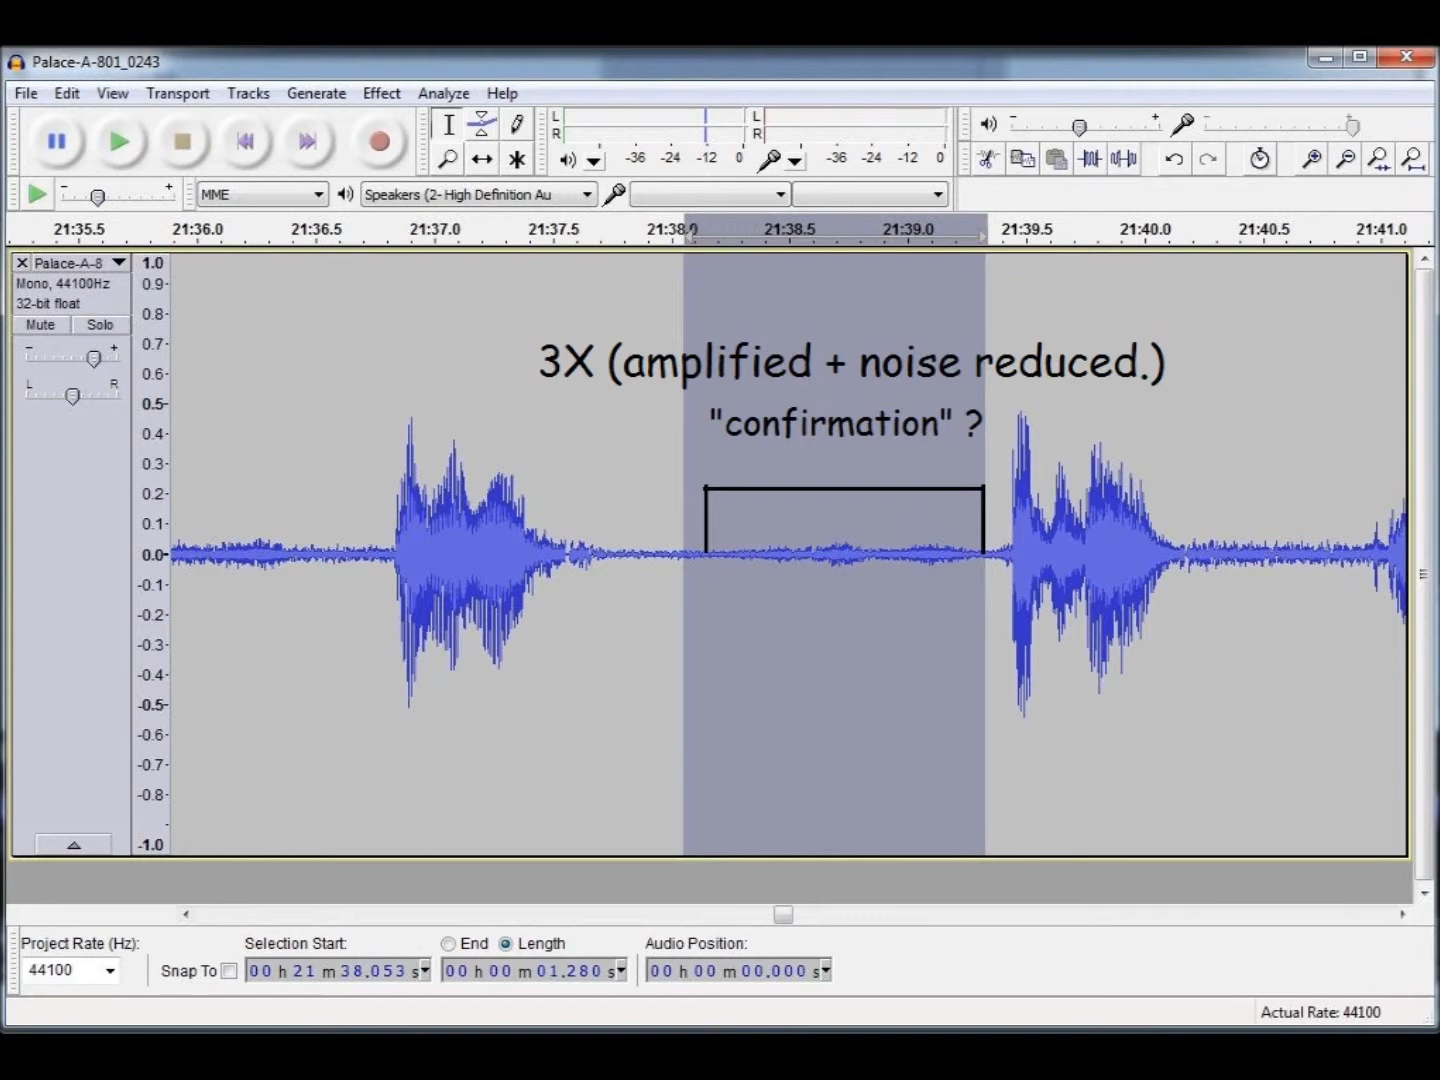 Palace-A-801_0243
File Edit View Transport Tracks Generate Effect Analyze Help
L L
R R
-36 -24 -12 0 -36 -24 -12 0
MME Speakers (2- High Definition Au
21:35.5 21:36.0 21:36.5 21:37.0 21:37.5 21:38.0 21:38.5 21:39.0 21:39.5 21:40.0 21:40.5 21:41.0
Palace-A-8
Mono, 44100Hz
32-bit float
Mute Solo
- +
L R
1.0
0.9-
0.8-
0.7-
0.6-
0.5-
0.4-
0.3-
0.2-
0.1-
0.0-
-0.1-
-0.2-
-0.3-
-0.4-
-0.5-
-0.6-
-0.7-
-0.8-
-1.0
3X (amplified + noise reduced.)
"confirmation" ?
Project Rate (Hz): Selection Start: End Length Audio Position:
44100 Snap To 00 h 21 m 38.053 s 00 h 00 m 01.280 s 00 h 00 m 00.000 s
Actual Rate: 44100